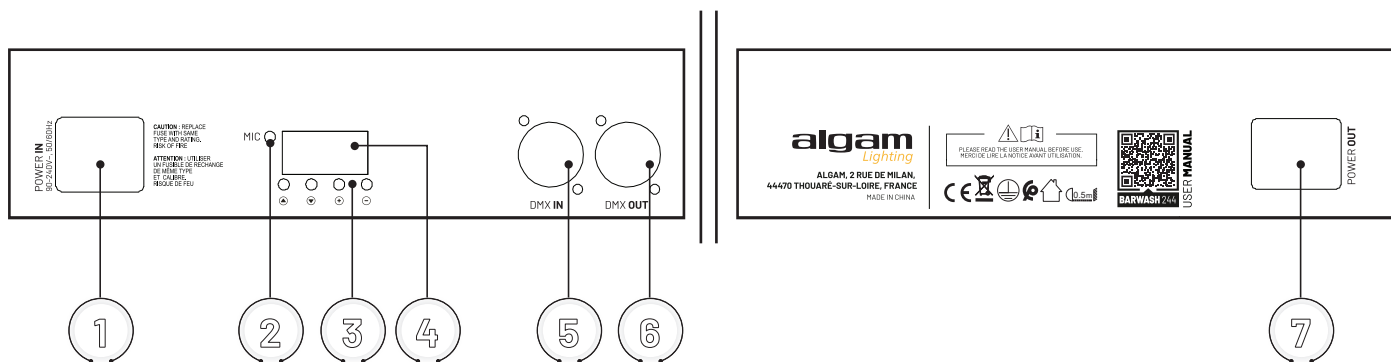 POWER IN
90-240V~, 50/60Hz
CAUTION : REPLACE
FUSE WITH SAME
TYPE AND RATING.
RISK OF FIRE
ATTENTION : UTILISER
UN FUSIBLE DE RECHANGE
DE MÊME TYPE
ET CALIBRE.
RISQUE DE FEU
MIC
DMX IN
DMX OUT
algam
Lighting
ALGAM, 2 RUE DE MILAN,
44470 THOUARÉ-SUR-LOIRE, FRANCE
MADE IN CHINA
PLEASE READ THE USER MANUAL BEFORE USE.
MERCI DE LIRE LA NOTICE AVANT UTILISATION.
CE
0.5m
BARWASH 244
USER MANUAL
POWER OUT
1
2
3
4
5
6
7